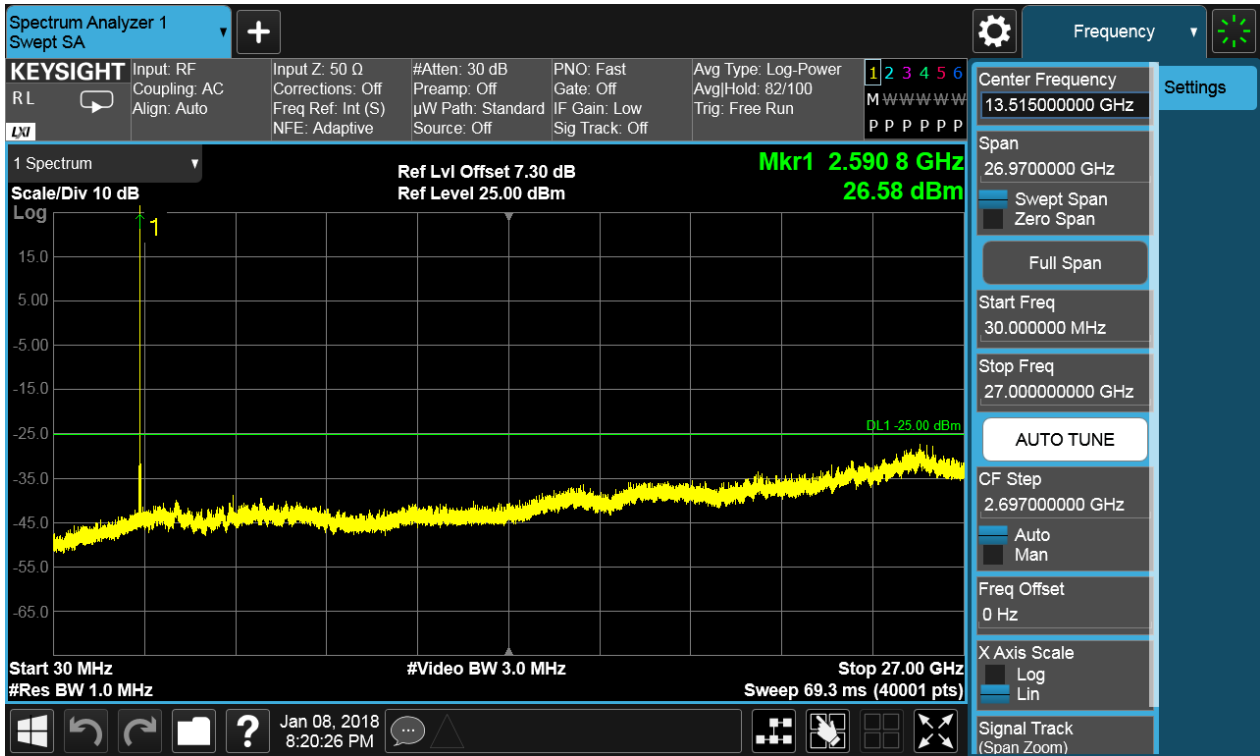 Spectrum Analyzer 1
Swept SA
Frequency
KEYSIGHT
R L
LXI
Input: RF
Coupling: AC
Align: Auto
Input Z: 50 Ω
Corrections: Off
Freq Ref: Int (S)
NFE: Adaptive
#Atten: 30 dB
Preamp: Off
µW Path: Standard
Source: Off
PNO: Fast
Gate: Off
IF Gain: Low
Sig Track: Off
Avg Type: Log-Power
Avg|Hold: 82/100
Trig: Free Run
1 2 3 4 5 6
M W W W W W
P P P P P P
1 Spectrum
Scale/Div 10 dB
Ref Lvl Offset 7.30 dB
Ref Level 25.00 dBm
Mkr1 2.590 8 GHz
26.58 dBm
Log
1
15.0
5.00
-5.00
-15.0
-25.0
DL1 -25.00 dBm
-35.0
-45.0
-55.0
-65.0
Start 30 MHz
#Video BW 3.0 MHz
Stop 27.00 GHz
#Res BW 1.0 MHz
Sweep 69.3 ms (40001 pts)
Jan 08, 2018
8:20:26 PM
Center Frequency
13.515000000 GHz
Settings
Span
26.9700000 GHz
Swept Span
Zero Span
Full Span
Start Freq
30.000000 MHz
Stop Freq
27.000000000 GHz
AUTO TUNE
CF Step
2.697000000 GHz
Auto
Man
Freq Offset
0 Hz
X Axis Scale
Log
Lin
Signal Track
(Span Zoom)